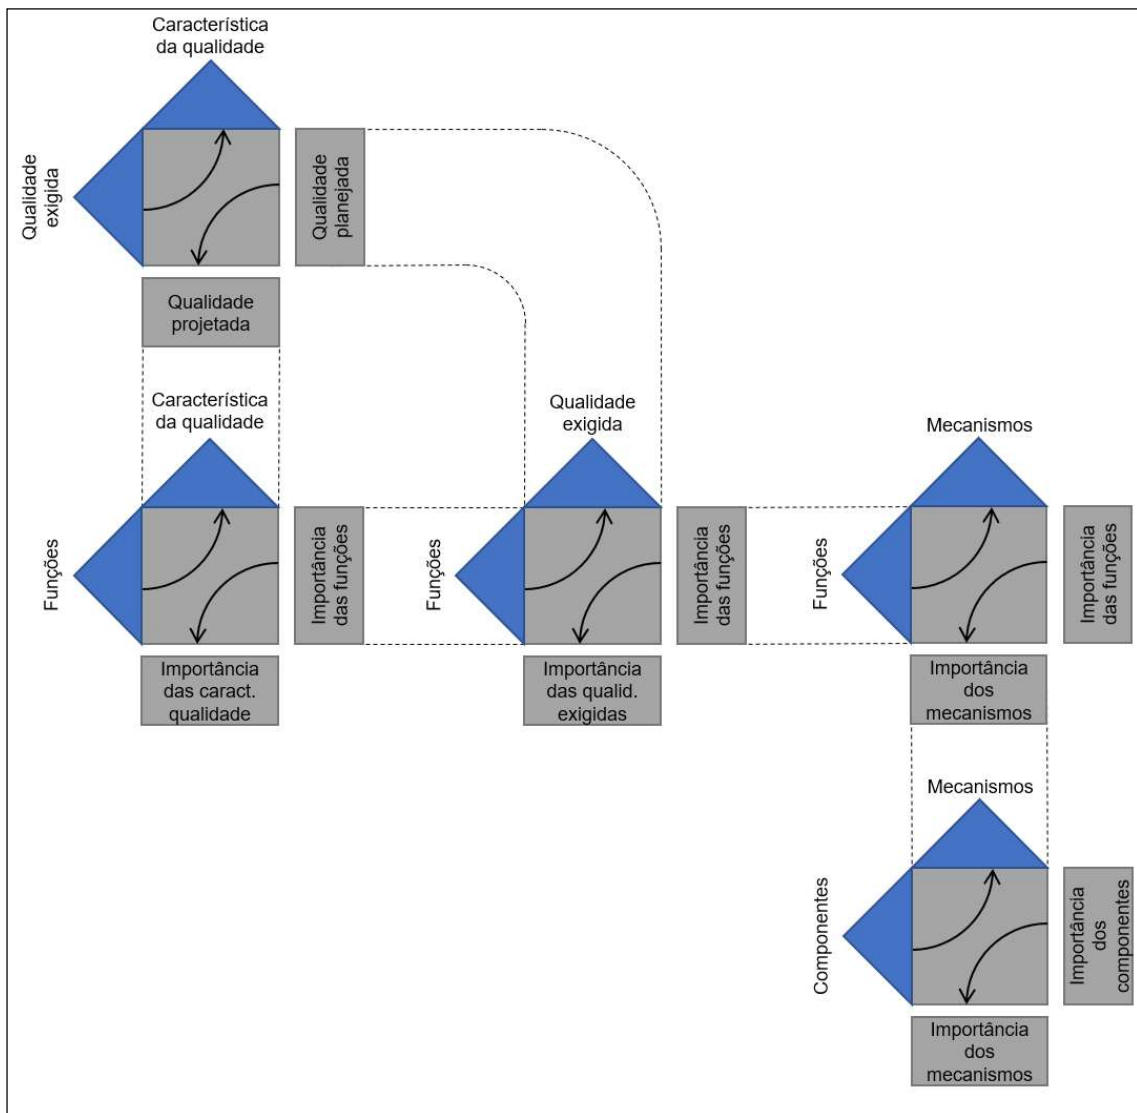 Característica
da qualidade
Qualidade
exigida
Qualidade
planejada
Qualidade
projetada
Característica
da qualidade
Qualidade
exigida
Mecanismos
Funções
Importância
das funções
Funções
Importância
das funções
Funções
Importância
das funções
Importância
das caract.
qualidade
Importância
das qualid.
exigidas
Importância
dos
mecanismos
Mecanismos
Componentes
Importância
dos
componentes
Importância
dos
mecanismos